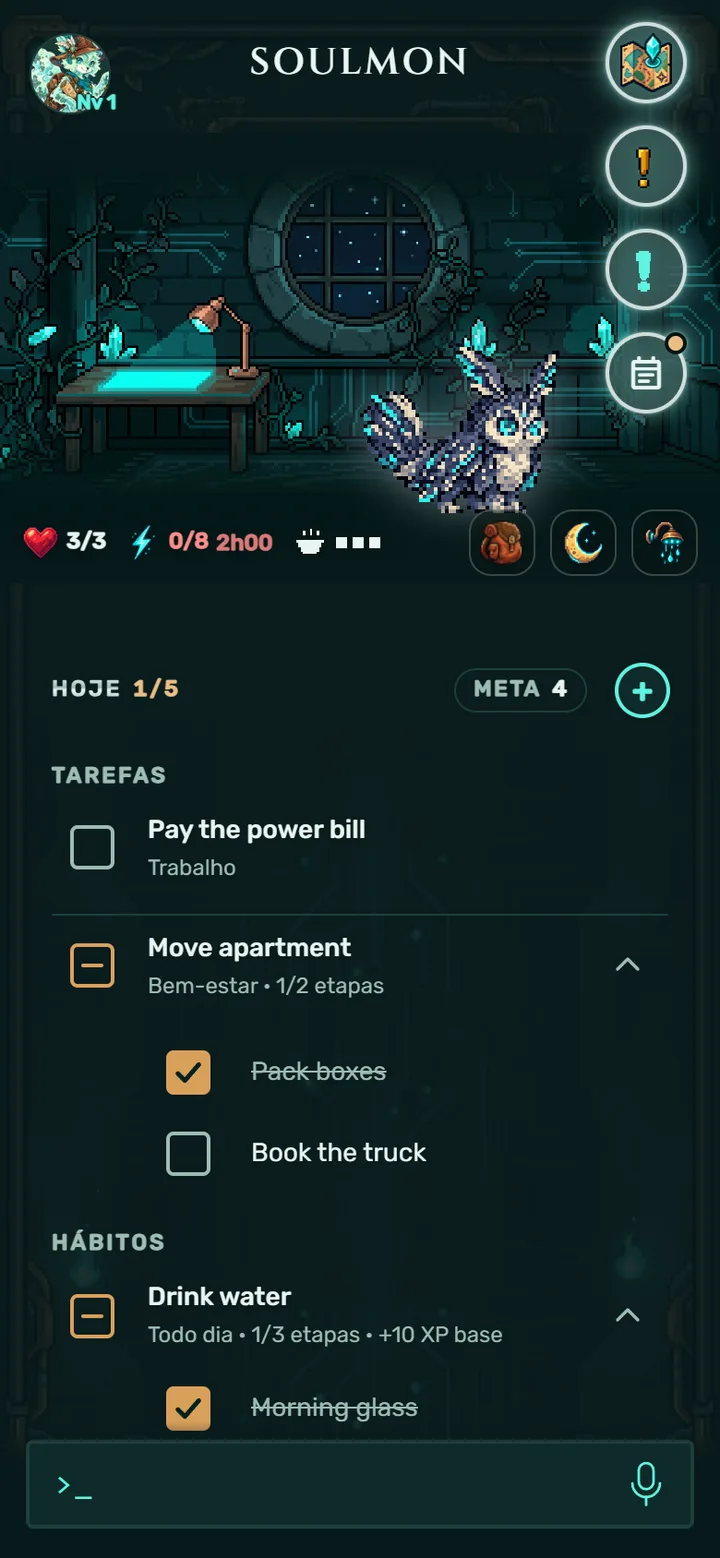 SOULMON
Nv 1
3/3 0/8 2h00
HOJE 1/5 META 4
TAREFAS
Pay the power bill
Trabalho
Move apartment
Bem-estar • 1/2 etapas
Pack boxes
Book the truck
HÁBITOS
Drink water
Todo dia • 1/3 etapas • +10 XP base
Morning glass
>_